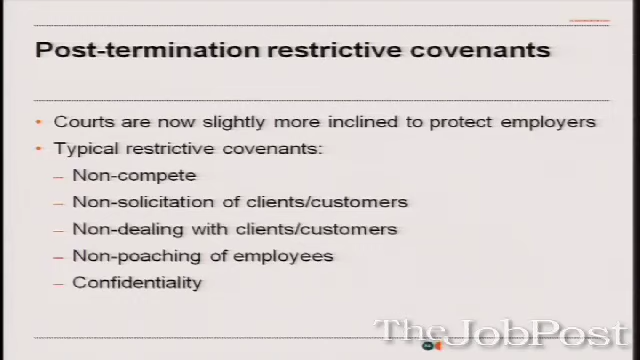 Post-termination restrictive covenants
• Courts are now slightly more inclined to protect employers
• Typical restrictive covenants:
– Non-compete
– Non-solicitation of clients/customers
– Non-dealing with clients/customers
– Non-poaching of employees
– Confidentiality
TheJobPost